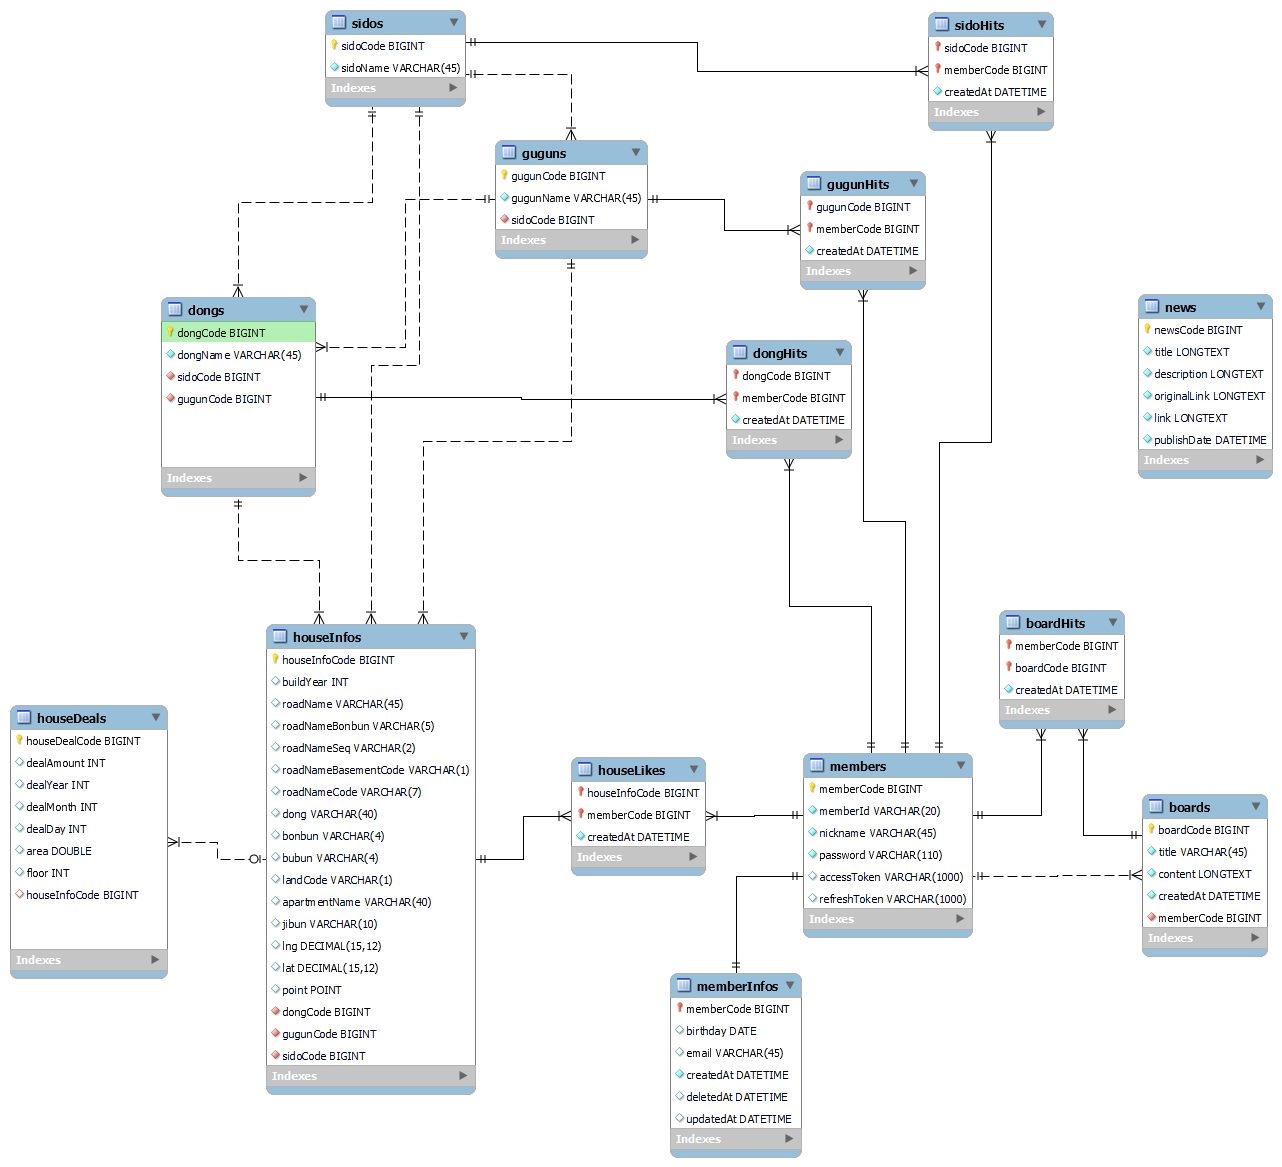 sidos
sidoCode BIGINT
sidoName VARCHAR(45)
Indexes
sidoHits
sidoCode BIGINT
memberCode BIGINT
createdAt DATETIME
Indexes
guguns
gugunCode BIGINT
gugunName VARCHAR(45)
sidoCode BIGINT
Indexes
gugunHits
gugunCode BIGINT
memberCode BIGINT
createdAt DATETIME
Indexes
dongs
dongCode BIGINT
dongName VARCHAR(45)
sidoCode BIGINT
gugunCode BIGINT
Indexes
dongHits
dongCode BIGINT
memberCode BIGINT
createdAt DATETIME
Indexes
news
newsCode BIGINT
title LONGTEXT
description LONGTEXT
originalLink LONGTEXT
link LONGTEXT
publishDate DATETIME
Indexes
houseInfos
houseInfoCode BIGINT
buildYear INT
roadName VARCHAR(45)
roadNameBonbun VARCHAR(5)
roadNameSeq VARCHAR(2)
roadNameBasementCode VARCHAR(1)
roadNameCode VARCHAR(7)
dong VARCHAR(40)
bonbun VARCHAR(4)
bubun VARCHAR(4)
landCode VARCHAR(1)
apartmentName VARCHAR(40)
jibun VARCHAR(10)
lng DECIMAL(15,12)
lat DECIMAL(15,12)
point POINT
dongCode BIGINT
gugunCode BIGINT
sidoCode BIGINT
Indexes
houseDeals
houseDealCode BIGINT
dealAmount INT
dealYear INT
dealMonth INT
dealDay INT
area DOUBLE
floor INT
houseInfoCode BIGINT
Indexes
houseLikes
houseInfoCode BIGINT
memberCode BIGINT
createdAt DATETIME
Indexes
members
memberCode BIGINT
memberId VARCHAR(20)
nickname VARCHAR(45)
password VARCHAR(110)
accessToken VARCHAR(1000)
refreshToken VARCHAR(1000)
Indexes
boardHits
memberCode BIGINT
boardCode BIGINT
createdAt DATETIME
Indexes
boards
boardCode BIGINT
title VARCHAR(45)
content LONGTEXT
createdAt DATETIME
memberCode BIGINT
Indexes
memberInfos
memberCode BIGINT
birthday DATE
email VARCHAR(45)
createdAt DATETIME
deletedAt DATETIME
updatedAt DATETIME
Indexes